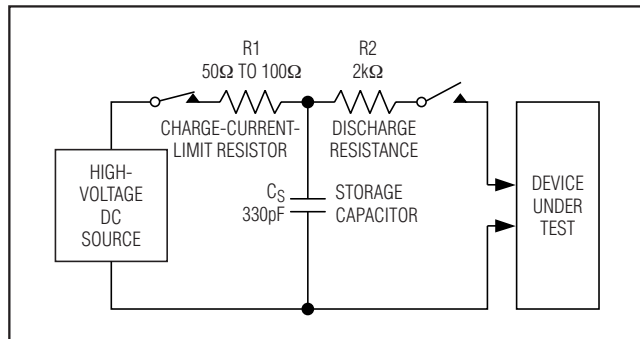 R1
50Ω TO 100Ω
CHARGE-CURRENT-
LIMIT RESISTOR
R2
2kΩ
DISCHARGE
RESISTANCE
HIGH-
VOLTAGE
DC
SOURCE
CS
330pF
STORAGE
CAPACITOR
DEVICE
UNDER
TEST